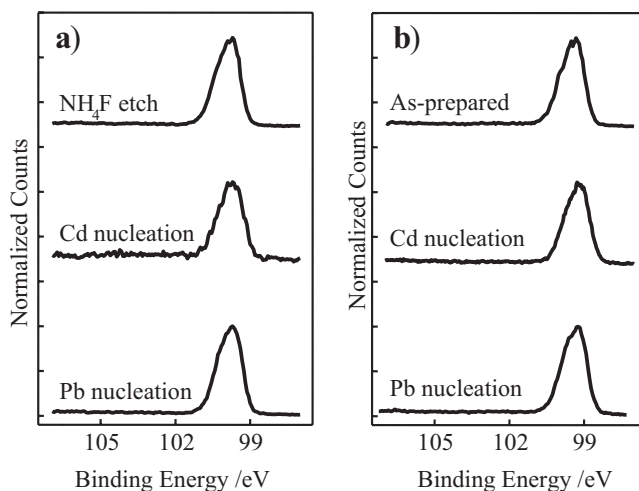 a)
NH4F etch
Cd nucleation
Pb nucleation
105 102 99
Binding Energy /eV
Normalized Counts
b)
As-prepared
Cd nucleation
Pb nucleation
105 102 99
Binding Energy /eV
Normalized Counts